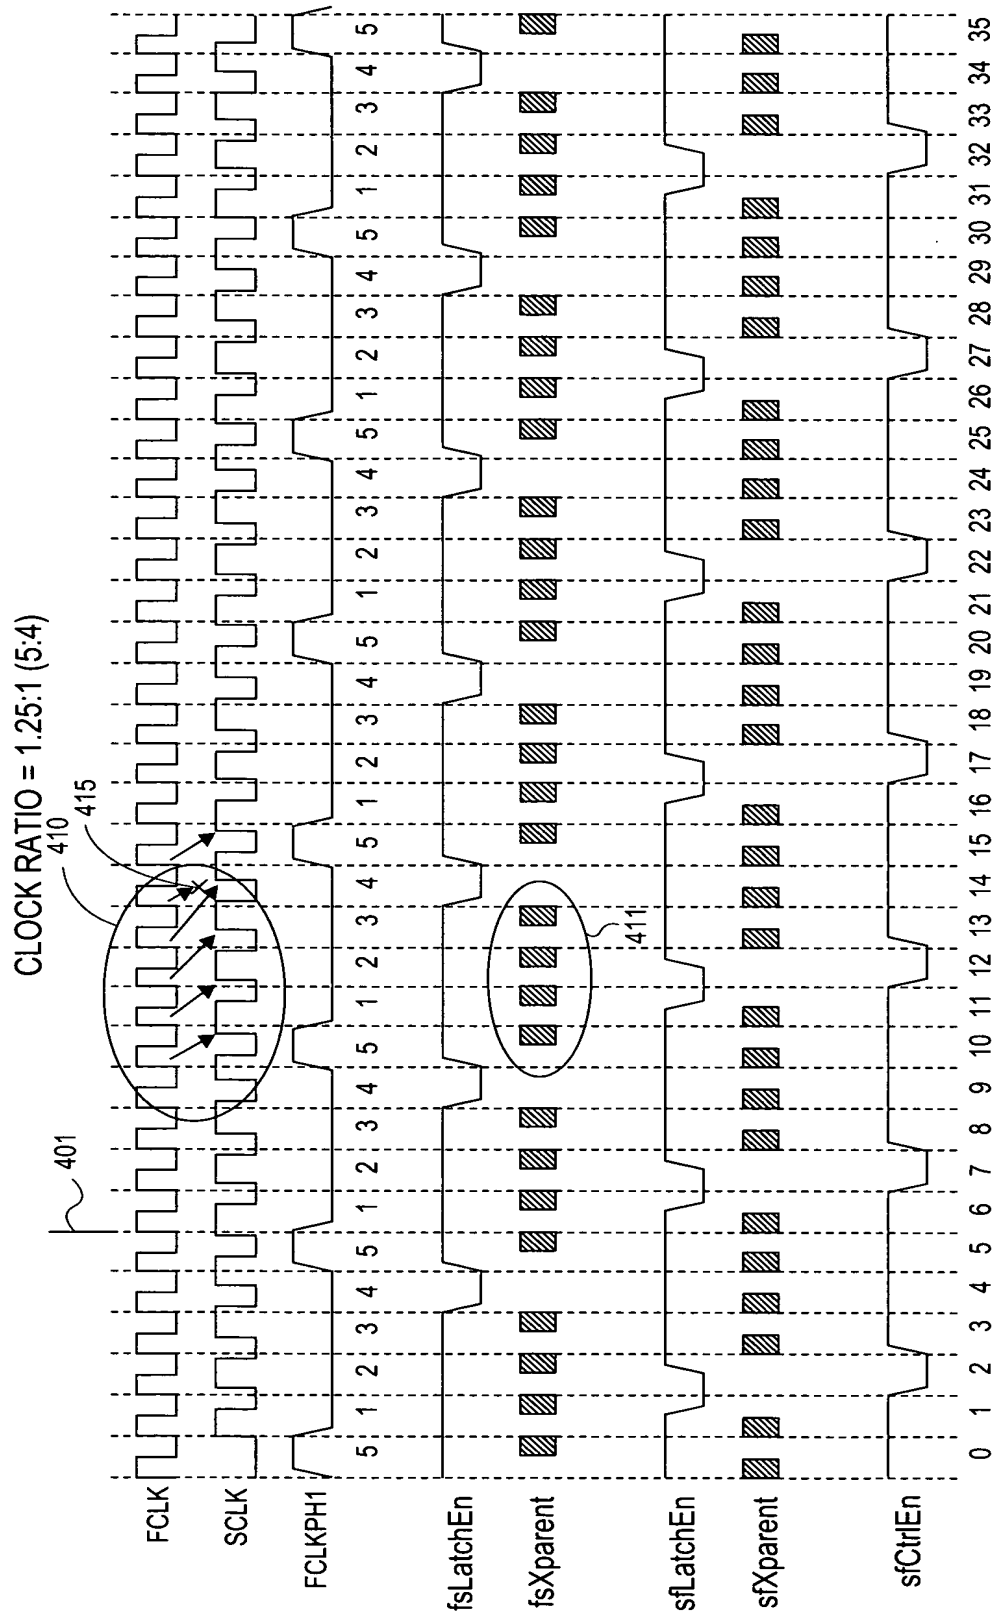 CLOCK RATIO = 1.25:1 (5:4)
410
415
401
FCLK
SCLK
FCLKPH1
5 1 2 3 4 5 1 2 3 4 5 1 2 3 4 5 1 2 3 4 5 1 2 3 4 5 1 2 3 4 5 1 2 3 4 5
fsLatchEn
fsXparent
411
sfLatchEn
sfXparent
sfCtrlEn
0 1 2 3 4 5 6 7 8 9 10 11 12 13 14 15 16 17 18 19 20 21 22 23 24 25 26 27 28 29 30 31 32 33 34 35